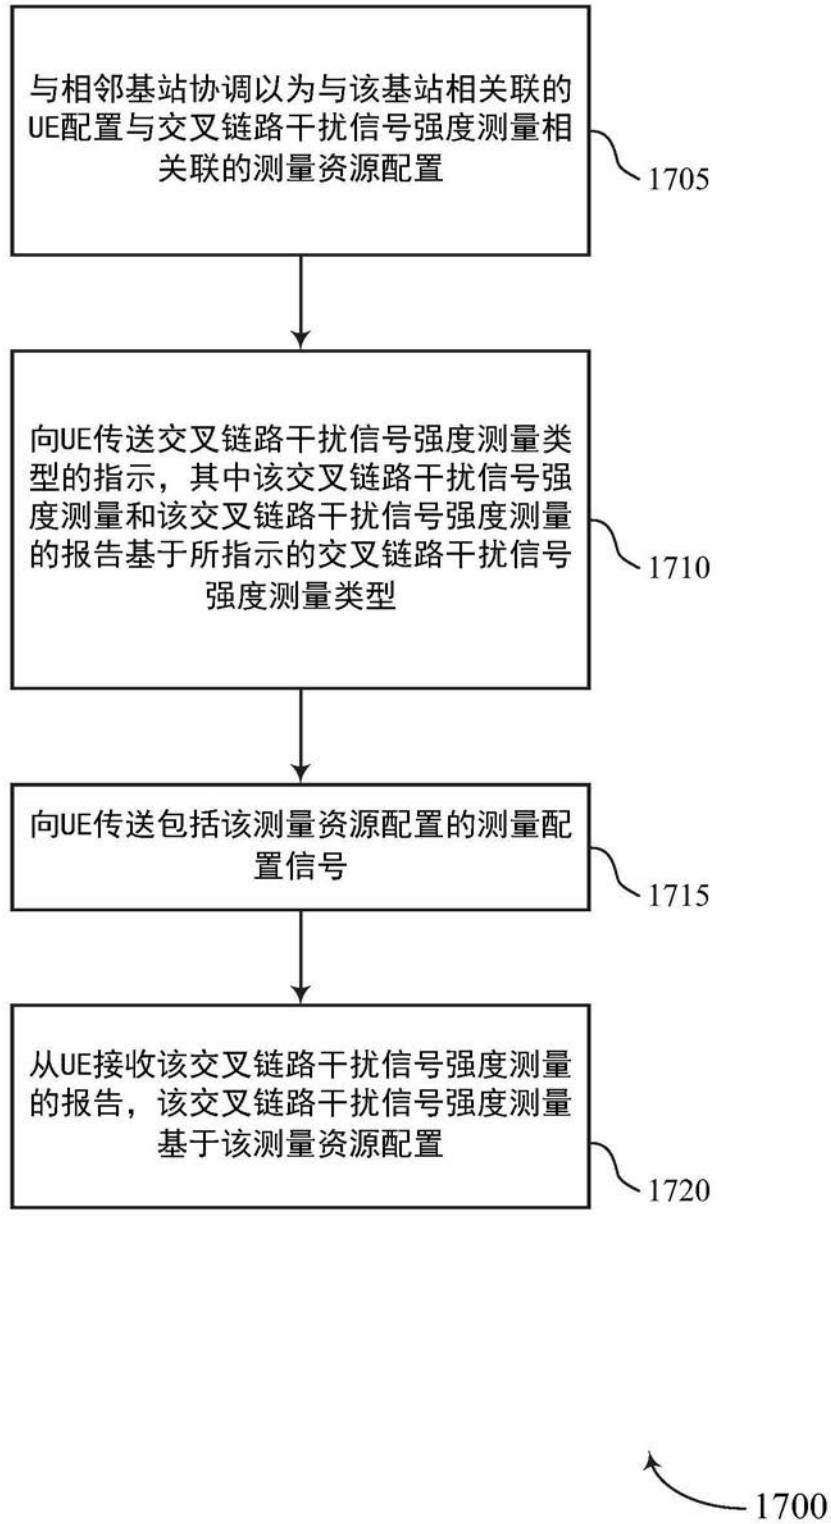 与相邻基站协调以为与该基站相关联的
UE配置与交叉链路干扰信号强度测量相
关联的测量资源配置
1705
向UE传送交叉链路干扰信号强度测量类
型的指示，其中该交叉链路干扰信号强
度测量和该交叉链路干扰信号强度测量
的报告基于所指示的交叉链路干扰信号
强度测量类型
1710
向UE传送包括该测量资源配置的测量配
置信号
1715
从UE接收该交叉链路干扰信号强度测量
的报告，该交叉链路干扰信号强度测量
基于该测量资源配置
1720
1700